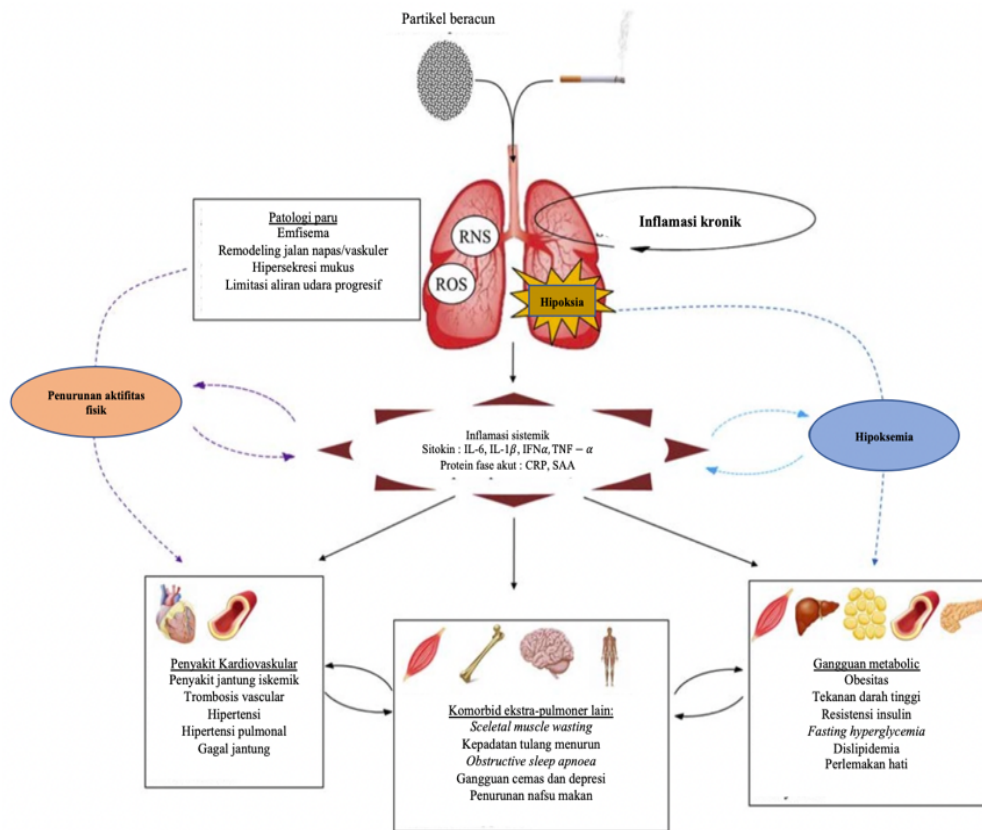 Partikel beracun
Patologi paru
Emfisema
Remodeling jalan napas/vaskuler
Hipersekresi mukus
Limitasi aliran udara progresif
RNS
ROS
Inflamasi kronik
Hipoksia
Penurunan aktifitas
fisik
Inflamasi sistemik
Sitokin : IL-6, IL-1β, IFNα, TNF − α
Protein fase akut : CRP, SAA
Hipoksemia
Penyakit Kardiovaskular
Penyakit jantung iskemik
Trombosis vascular
Hipertensi
Hipertensi pulmonal
Gagal jantung
Komorbid ekstra-pulmoner lain:
Sceletal muscle wasting
Kepadatan tulang menurun
Obstructive sleep apnoea
Gangguan cemas dan depresi
Penurunan nafsu makan
Gangguan metabolic
Obesitas
Tekanan darah tinggi
Resistensi insulin
Fasting hyperglycemia
Dislipidemia
Perlemakan hati